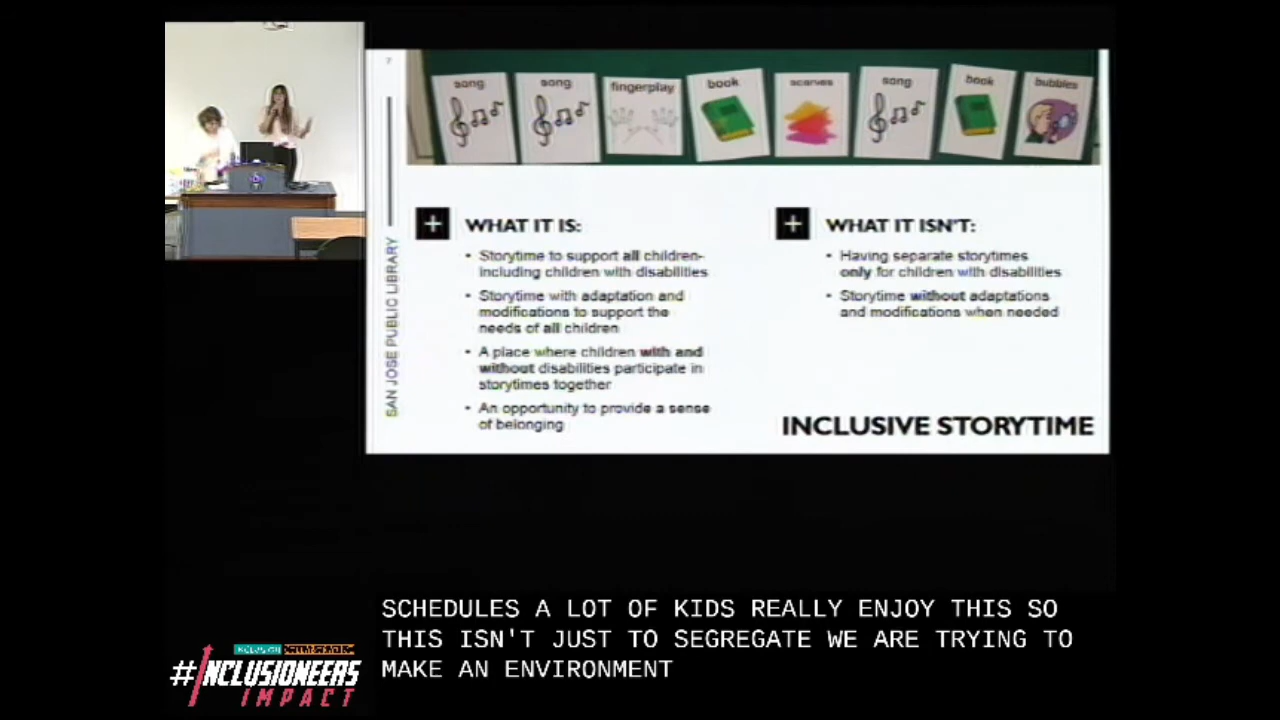 7
song
song
fingerplay
book
scarves
song
book
bubbles
SAN JOSE PUBLIC LIBRARY
+ WHAT IT IS:
• Storytime to support all children-
including children with disabilities
• Storytime with adaptation and
modifications to support the
needs of all children
• A place where children with and
without disabilities participate in
storytimes together
• An opportunity to provide a sense
of belonging
+ WHAT IT ISN'T:
• Having separate storytimes
only for children with disabilities
• Storytime without adaptations
and modifications when needed
INCLUSIVE STORYTIME
SCHEDULES A LOT OF KIDS REALLY ENJOY THIS SO
THIS ISN'T JUST TO SEGREGATE WE ARE TRYING TO
MAKE AN ENVIRONMENT
#INCLUSIONEERS
IMPACT